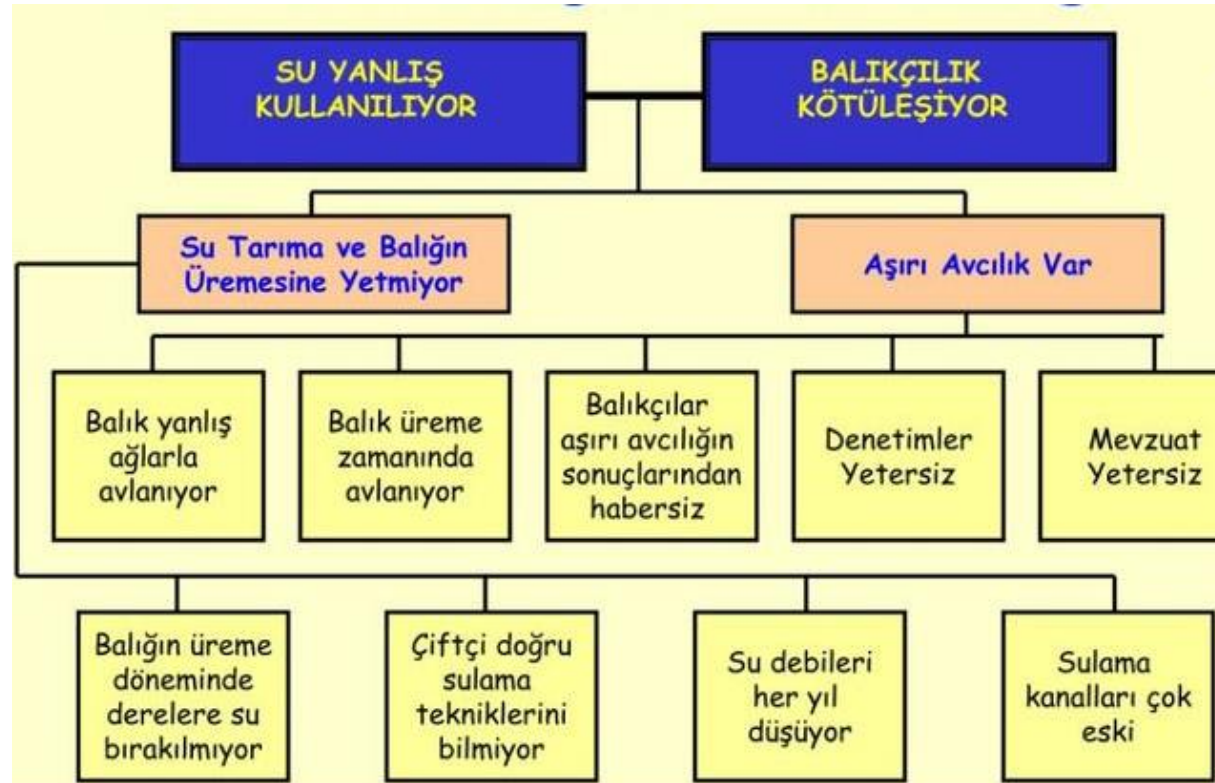 SU YANLIŞ
KULLANILIYOR
BALIKÇILIK
KÖTÜLEŞİYOR
Su Tarıma ve Balığın
Üremesine Yetmiyor
Aşırı Avcılık Var
Balık yanlış
ağlarla
avlanıyor
Balık üreme
zamanında
avlanıyor
Balıkçılar
aşırı avcılığın
sonuçlarından
habersiz
Denetimler
Yetersiz
Mevzuat
Yetersiz
Balığın üreme
döneminde
derelere su
bırakılmıyor
Çiftçi doğru
sulama
tekniklerini
bilmiyor
Su debileri
her yıl
düşüyor
Sulama
kanalları çok
eski